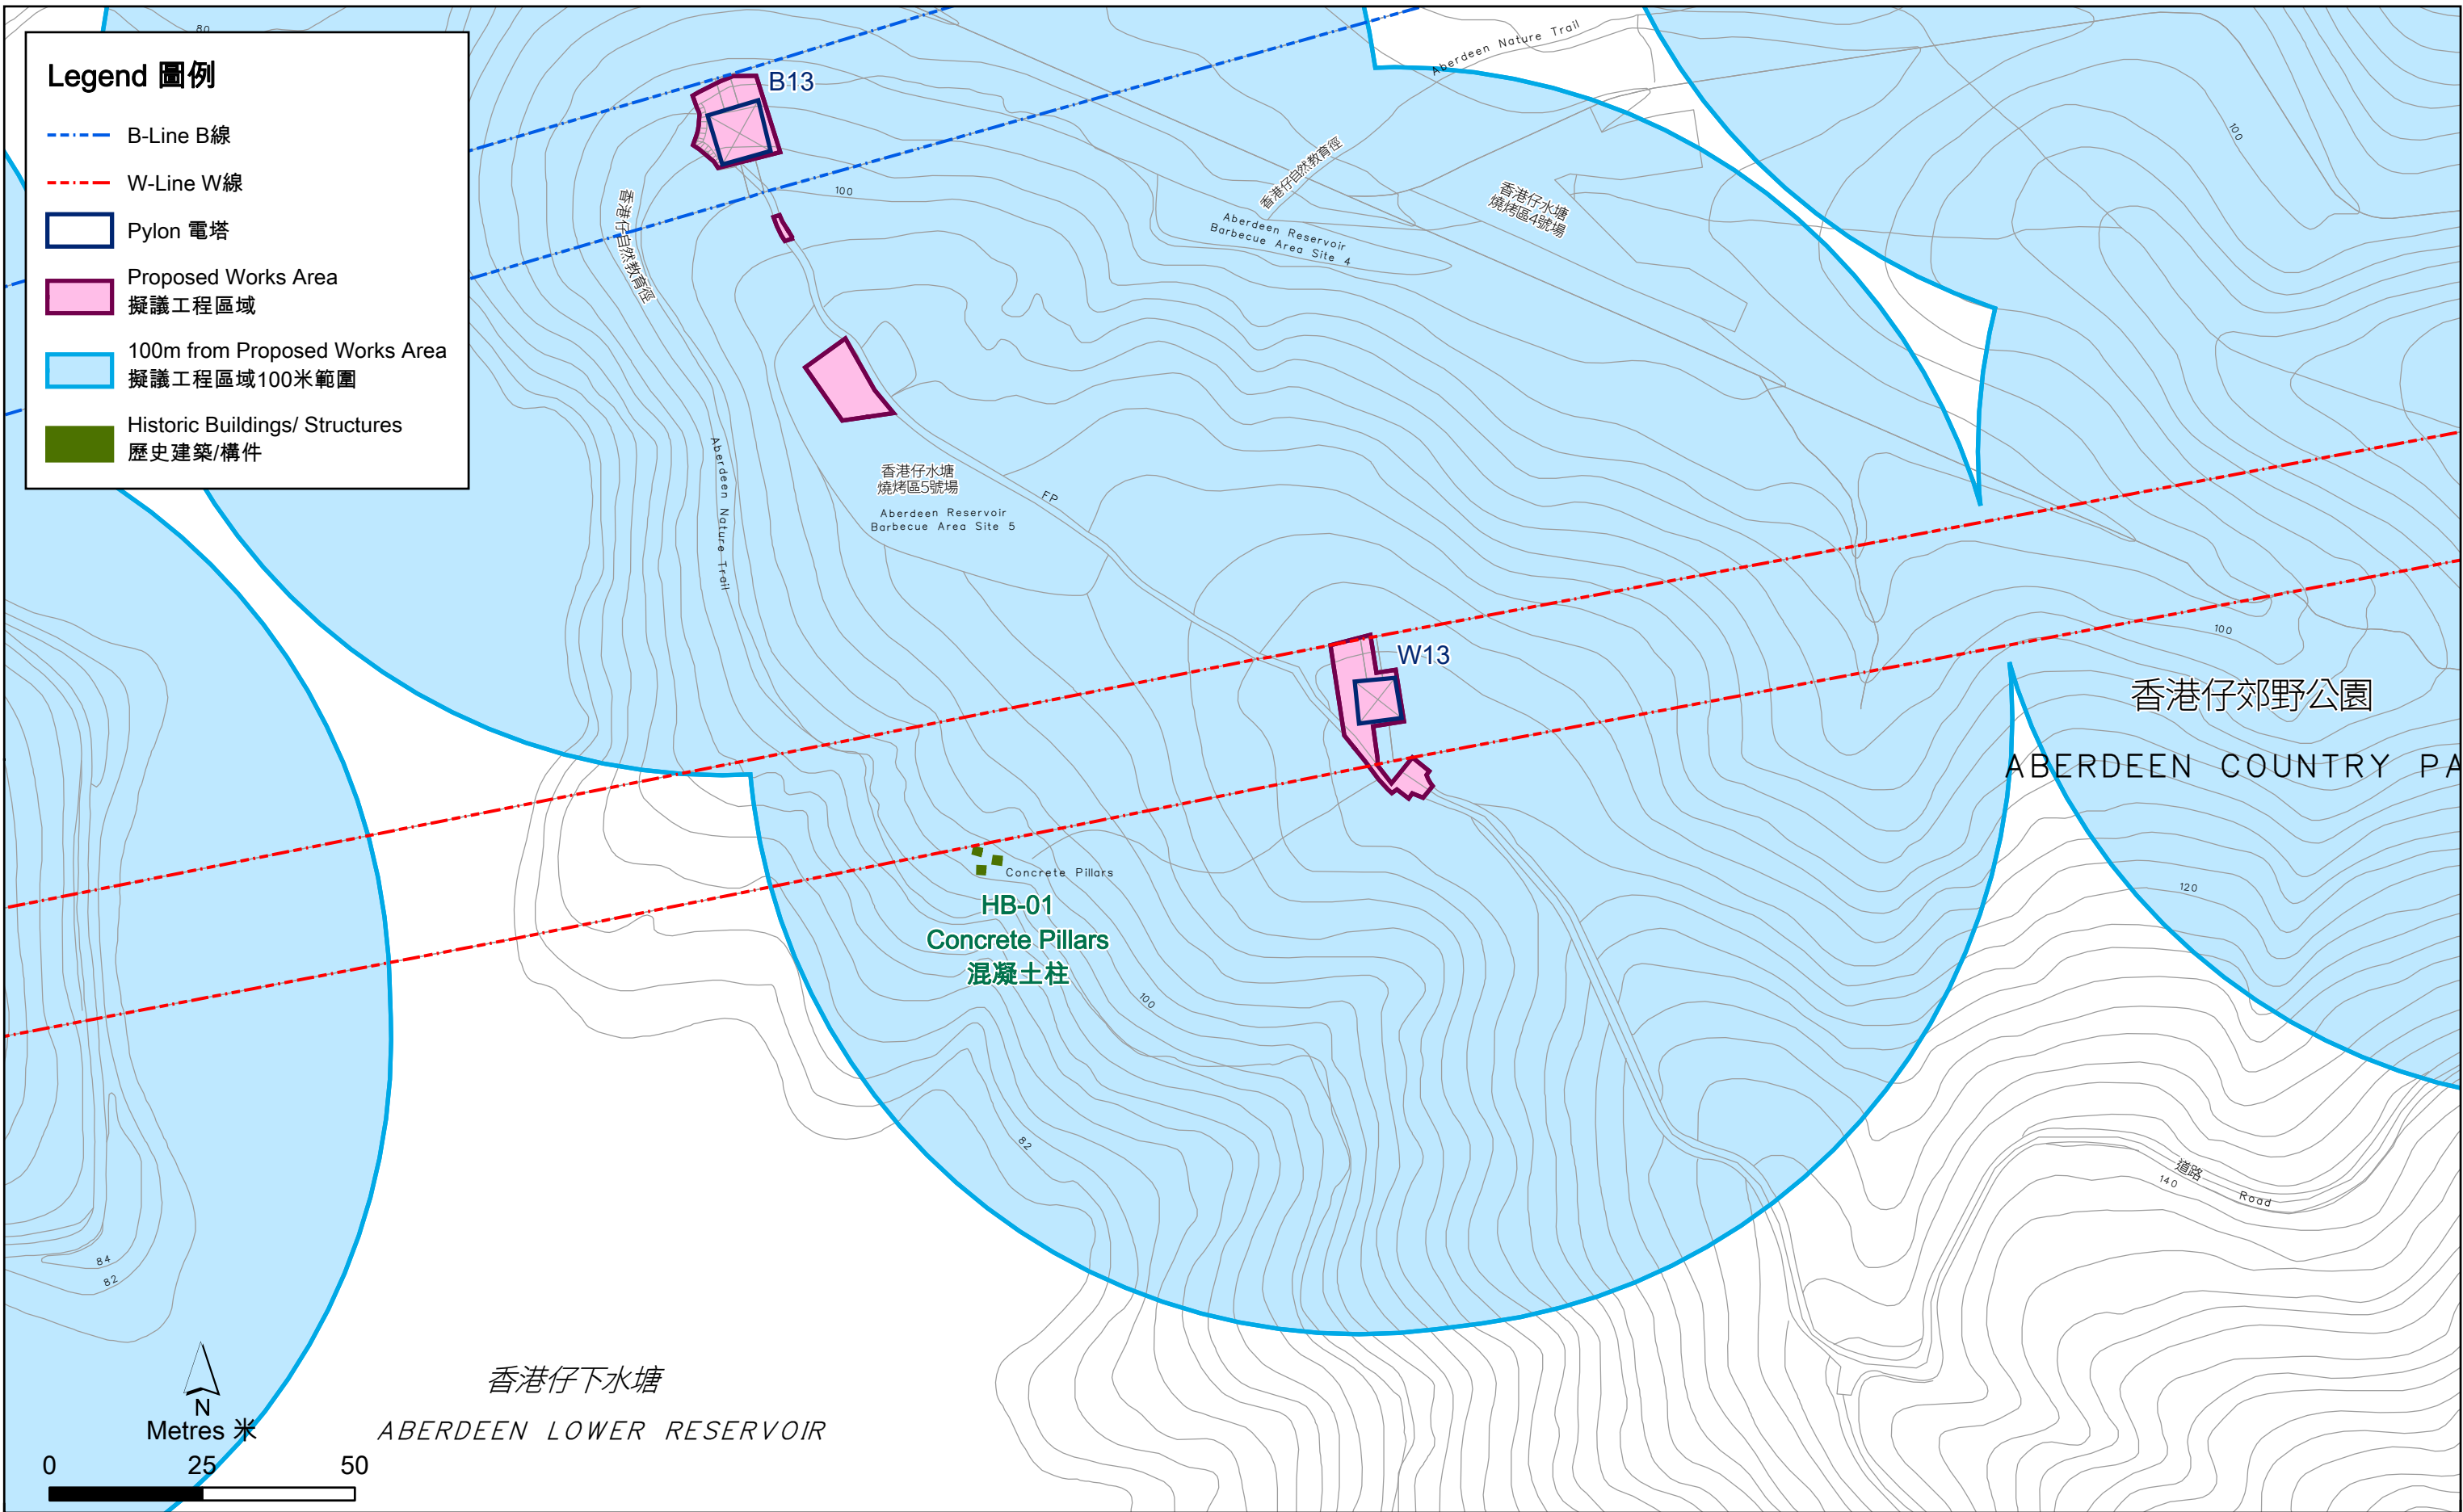 Legend 圖例
B-Line B線
W-Line W線
Pylon 電塔
Proposed Works Area
擬議工程區域
100m from Proposed Works Area
擬議工程區域100米範圍
Historic Buildings/ Structures
歷史建築/構件
80
B13
Aberdeen Nature Trail
香港仔自然教育徑
100
100
香港仔自然教育徑
Aberdeen Reservoir
Barbecue Area Site 4
香港仔水塘
燒烤區4號場
Aberdeen Nature Trail
香港仔水塘
燒烤區5號場
Aberdeen Reservoir
Barbecue Area Site 5
FP
W13
100
香港仔郊野公園
ABERDEEN COUNTRY PA
Concrete Pillars
HB-01
Concrete Pillars
混凝土柱
120
100
82
道路
Road
140
84
82
香港仔下水塘
ABERDEEN LOWER RESERVOIR
N
Metres 米
0 25 50